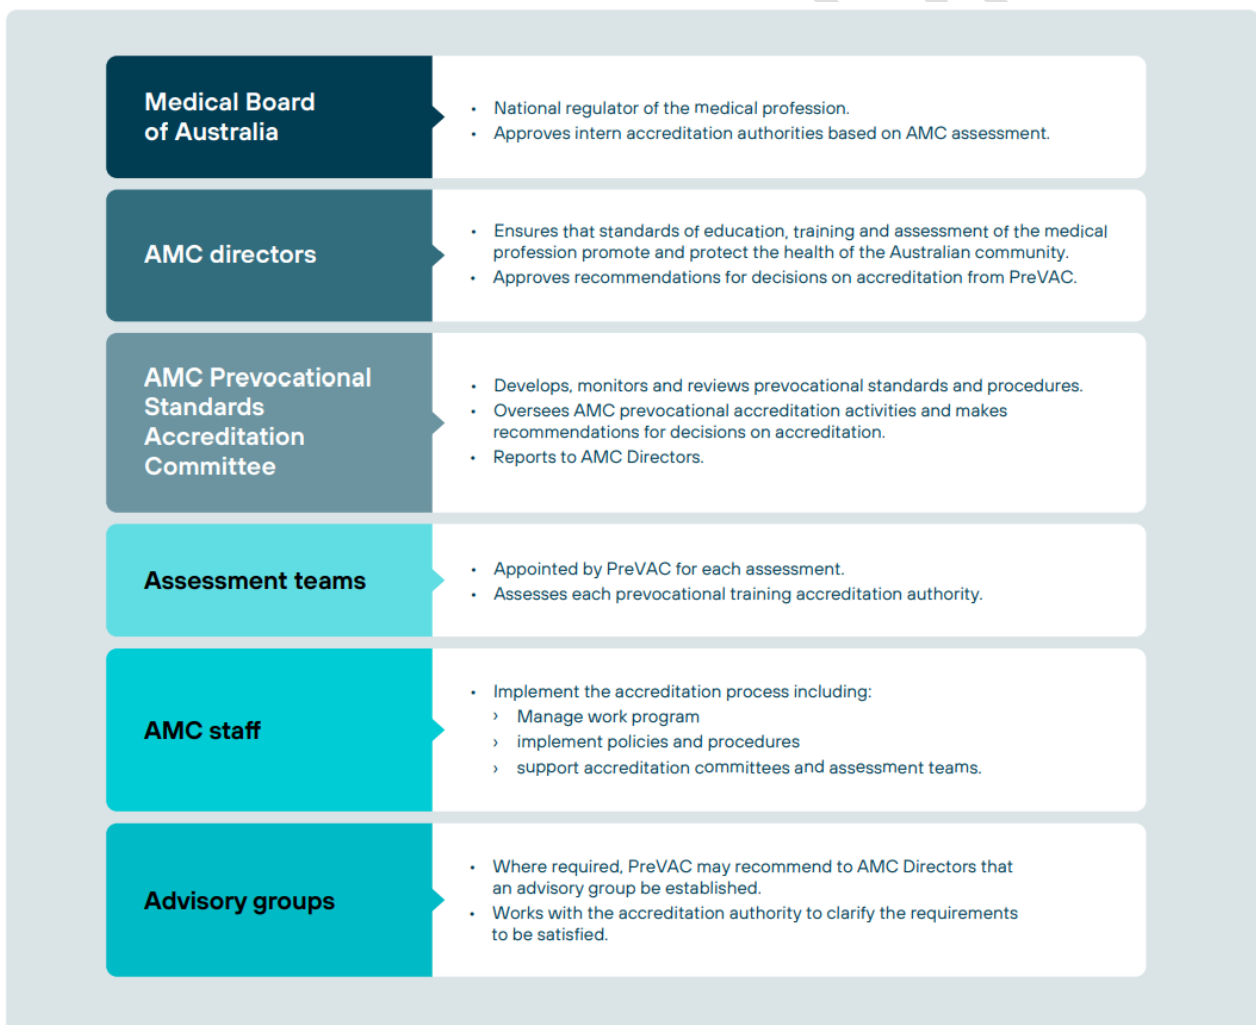 Medical Board
of Australia
• National regulator of the medical profession.
• Approves intern accreditation authorities based on AMC assessment.
AMC directors
• Ensures that standards of education, training and assessment of the medical
profession promote and protect the health of the Australian community.
• Approves recommendations for decisions on accreditation from PreVAC.
AMC Prevocational
Standards
Accreditation
Committee
• Develops, monitors and reviews prevocational standards and procedures.
• Oversees AMC prevocational accreditation activities and makes
recommendations for decisions on accreditation.
• Reports to AMC Directors.
Assessment teams
• Appointed by PreVAC for each assessment.
• Assesses each prevocational training accreditation authority.
AMC staff
• Implement the accreditation process including:
› Manage work program
› implement policies and procedures
› support accreditation committees and assessment teams.
Advisory groups
• Where required, PreVAC may recommend to AMC Directors that
an advisory group be established.
• Works with the accreditation authority to clarify the requirements
to be satisfied.